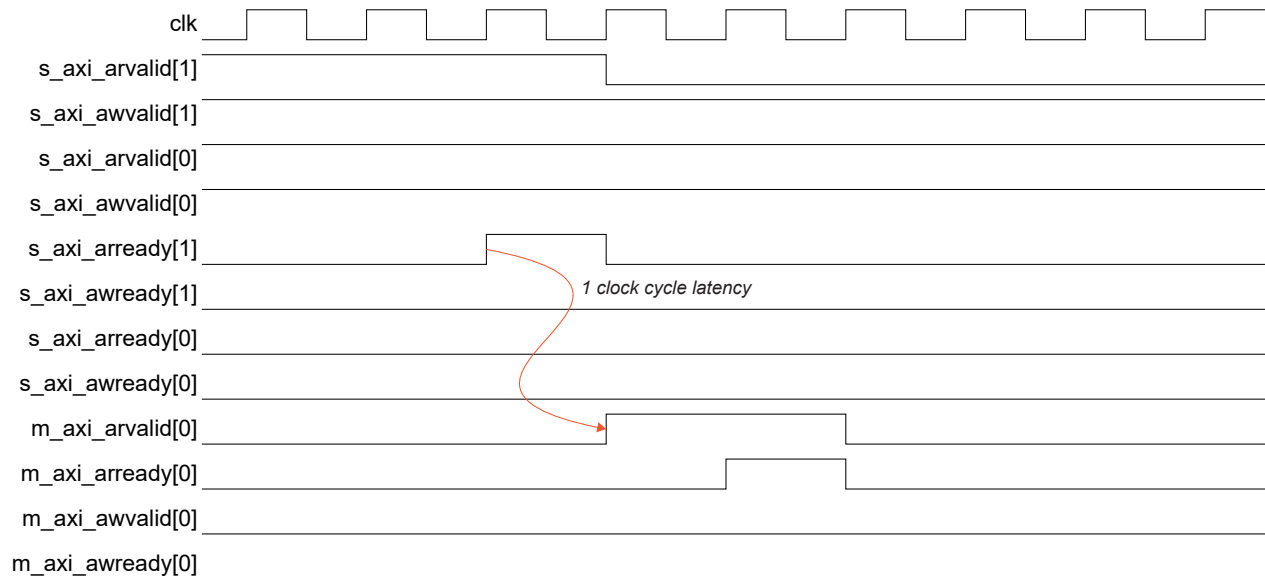 clk
s_axi_arvalid[1]
s_axi_awvalid[1]
s_axi_arvalid[0]
s_axi_awvalid[0]
s_axi_arready[1]
1 clock cycle latency
s_axi_awready[1]
s_axi_arready[0]
s_axi_awready[0]
m_axi_arvalid[0]
m_axi_arready[0]
m_axi_awvalid[0]
m_axi_awready[0]